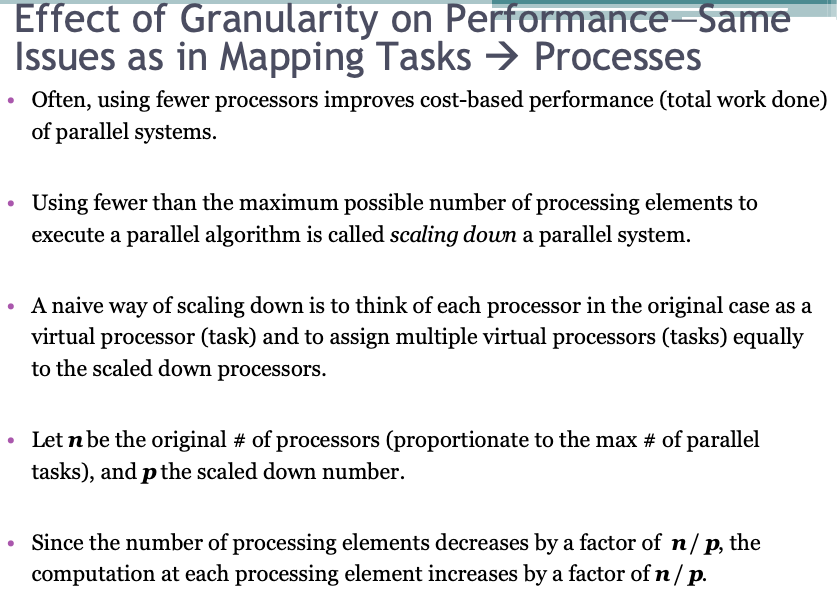 Effect of Granularity on Performance—Same
Issues as in Mapping Tasks → Processes
• Often, using fewer processors improves cost-based performance (total work done)
of parallel systems.
• Using fewer than the maximum possible number of processing elements to
execute a parallel algorithm is called scaling down a parallel system.
• A naive way of scaling down is to think of each processor in the original case as a
virtual processor (task) and to assign multiple virtual processors (tasks) equally
to the scaled down processors.
• Let n be the original # of processors (proportionate to the max # of parallel
tasks), and p the scaled down number.
• Since the number of processing elements decreases by a factor of n / p, the
computation at each processing element increases by a factor of n / p.